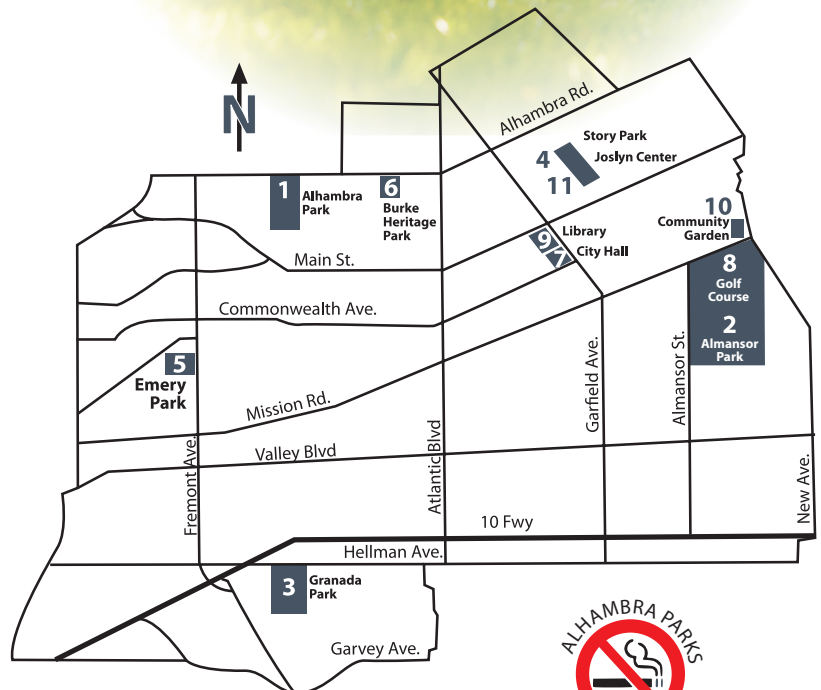 N
Alhambra Rd.
Story Park
4
Joslyn Center
11
1
Alhambra
Park
6
Burke
Heritage
Park
10
Community
Garden
9
Library
7
City Hall
Main St.
8
Golf
Course
2
Almansor
Park
Commonwealth Ave.
5
Emery
Park
Mission Rd.
Garfield Ave.
Almansor St.
Valley Blvd
Fremont Ave.
Atlantic Blvd
New Ave.
10 Fwy
Hellman Ave.
3
Granada
Park
Garvey Ave.
ALHAMBRA PARKS